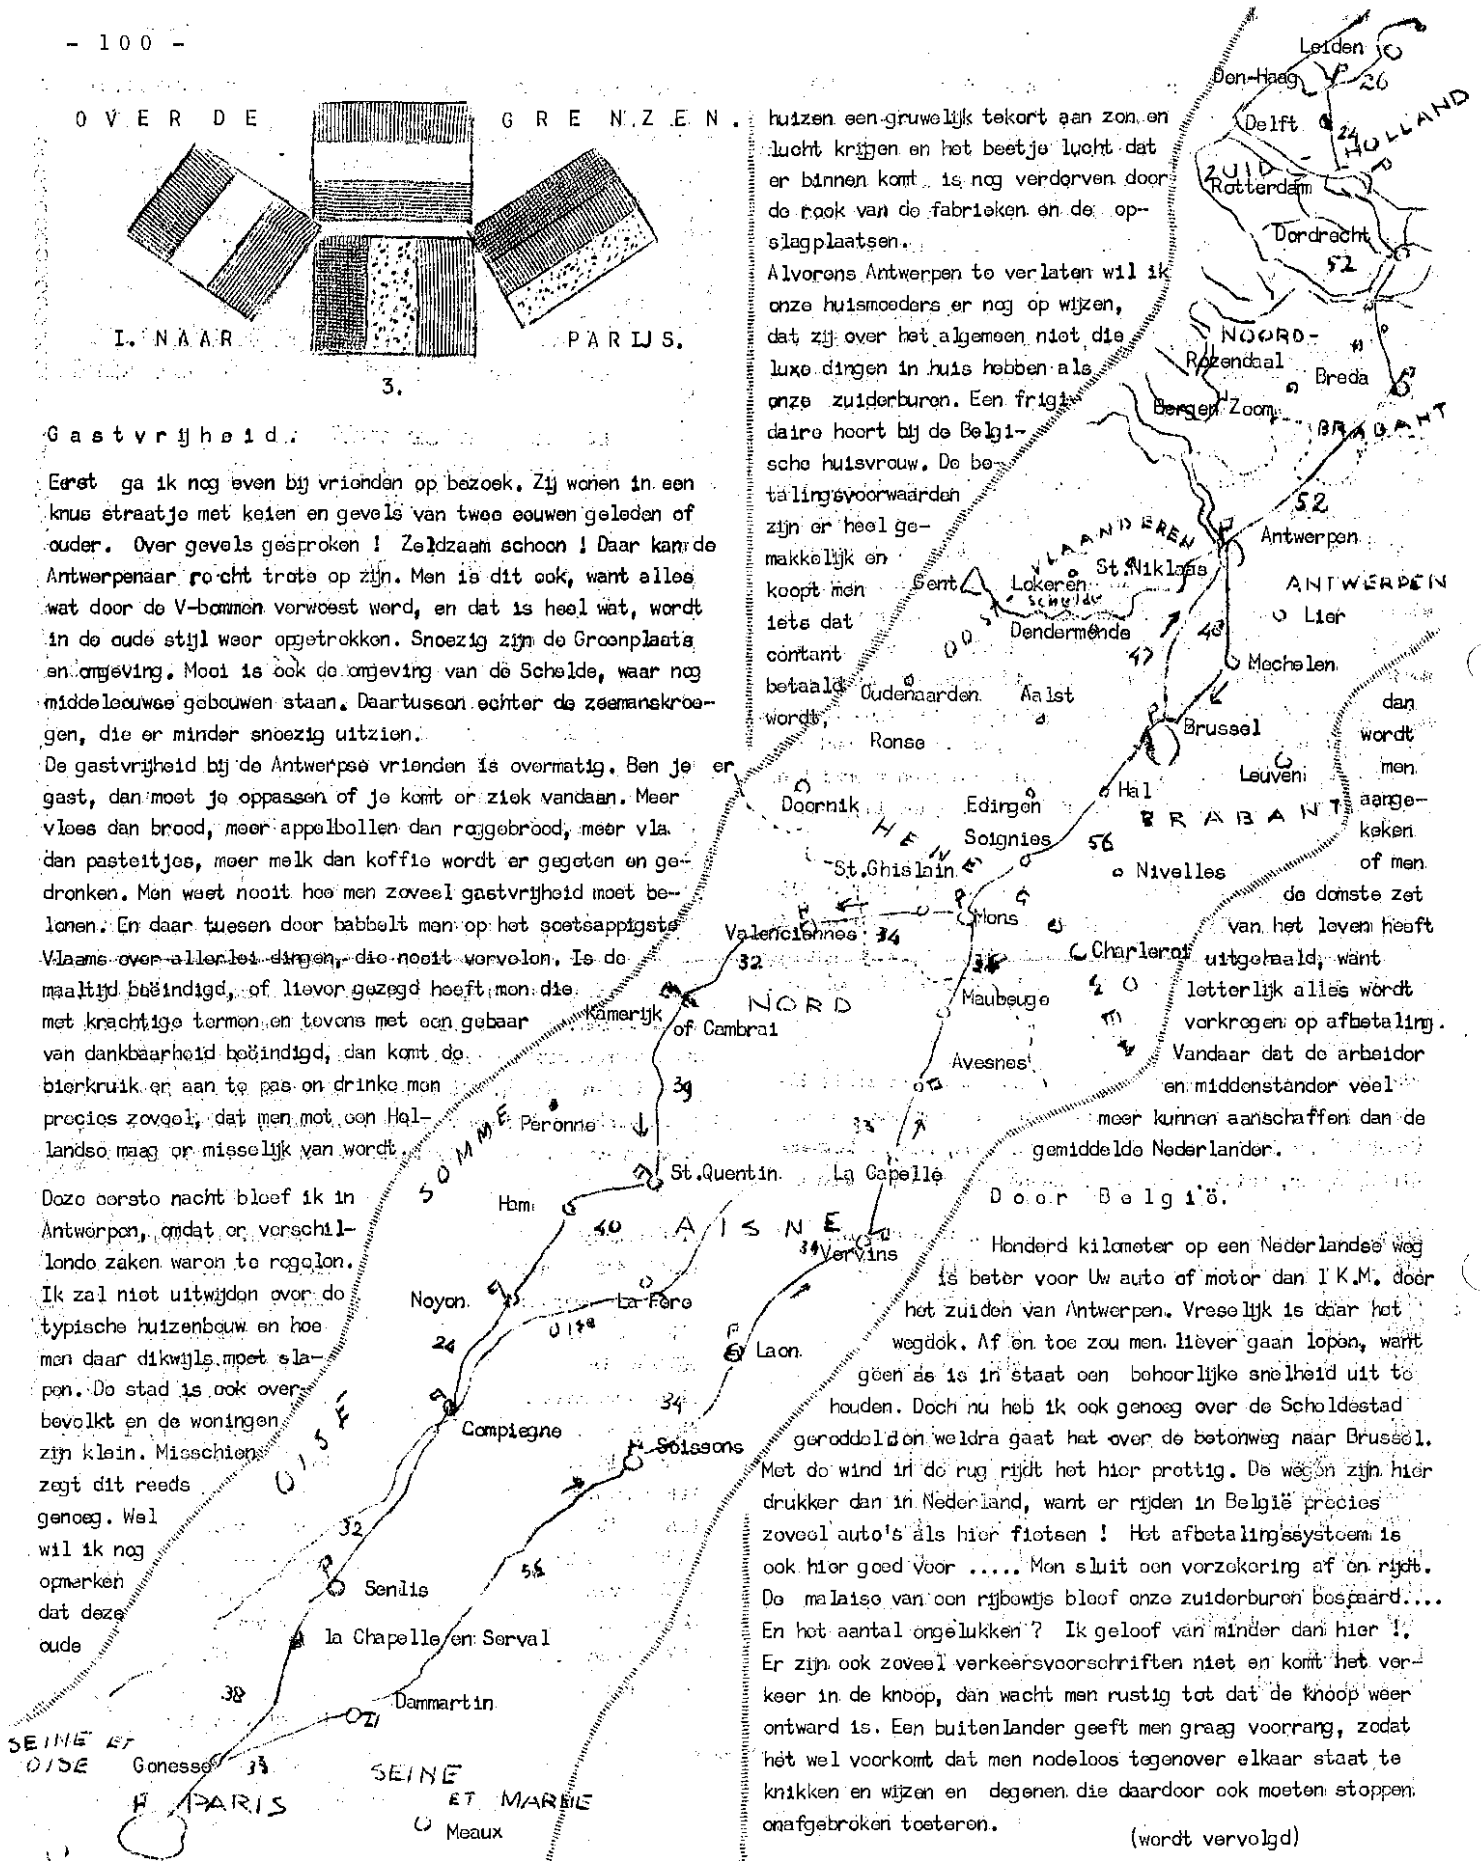 - 100 -
OVER DE GRENZEN.
I. NAAR PARIJS.
3.
Gastvrijheid.
Eerst ga ik nog even bij vrienden op bezoek. Zij wonen in een
knus straatje met keien en gevels van twee eeuwen geleden of
ouder. Over gevels gesproken ! Zeldzaam schoon ! Daar kan de
Antwerpenaar recht trots op zijn. Men is dit ook, want alles
wat door de V-bommen verwoest werd, en dat is heel wat, wordt
in de oude stijl weer opgetrokken. Snoezig zijn de Groenplaats
en omgeving. Mooi is ook de omgeving van de Schelde, waar nog
middeleeuwse gebouwen staan. Daartussen echter de zeemanskroe-
gen, die er minder snoezig uitzien.
De gastvrijheid bij de Antwerpse vrienden is overmatig. Ben je er
gast, dan moet je oppassen of je komt er ziek vandaan. Meer
vlees dan brood, meer appelbollen dan roggebrood, meer vla
dan pasteitjes, meer melk dan koffie wordt er gegeten en ge-
dronken. Men weet nooit hoe men zoveel gastvrijheid moet be-
lonen. En daar tussen door babbelt men op het soetsappigste
Vlaams over allerlei dingen, die nooit vervelen. Is de
maaltijd beëindigd, of liever gezegd heeft men die
met krachtige termen en tevens met een gebaar
van dankbaarheid beëindigd, dan komt de
bierkruik er aan te pas en drinke men
precies zoveel, dat men met een Hol-
landse maag er misselijk van wordt.
Deze eerste nacht bleef ik in
Antwerpen, omdat er verschil-
lende zaken waren te regelen.
Ik zal niet uitwijden over de
typische huizenbouw en hoe
men daar dikwijls moet sla-
pen. De stad is ook over-
bevolkt en de woningen
zijn klein. Misschien
zegt dit reeds
genoeg. Wel
wil ik nog
opmerken
dat deze
oude
huizen een gruwelijk tekort aan zon en
lucht krijgen en het beetje lucht dat
er binnen komt is nog verdorven door
de rook van de fabrieken en de op-
slagplaatsen.
Alvorens Antwerpen te verlaten wil ik
onze huismoeders er nog op wijzen,
dat zij over het algemeen niet die
luxe dingen in huis hebben als
onze zuiderburen. Een frigi-
daire hoort bij de Belgi-
sche huisvrouw. De be-
talingsvoorwaarden
zijn er heel ge-
makkelijk en
koopt men
iets dat
contant
betaald
wordt,
dan
wordt
men
aange-
keken
of men
de domste zet
van het leven heeft
uitgehaald, want
letterlijk alles wordt
verkregen op afbetaling.
Vandaar dat de arbeider
en middenstander veel
meer kunnen aanschaffen dan de
gemiddelde Nederlander.
Door België.
Honderd kilometer op een Nederlandse weg
is beter voor Uw auto of motor dan 1 K.M. door
het zuiden van Antwerpen. Vreselijk is daar het
wegdek. Af en toe zou men liever gaan lopen, want
geen as is in staat een behoorlijke snelheid uit te
houden. Doch nu heb ik ook genoeg over de Scheldestad
geroddeld en weldra gaat het over de betonweg naar Brussel.
Met de wind in de rug rijdt het hier prettig. De wegen zijn hier
drukker dan in Nederland, want er rijden in België precies
zoveel auto's als hier fietsen ! Het afbetalingssysteem is
ook hier goed voor ..... Men sluit een verzekering af en rijdt.
De malaise van een rijbewijs bleef onze zuiderburen bespaard....
En het aantal ongelukken ? Ik geloof van minder dan hier !.
Er zijn ook zoveel verkeersvoorschriften niet en komt het ver-
keer in de knoop, dan wacht men rustig tot dat de knoop weer
ontward is. Een buitenlander geeft men graag voorrang, zodat
het wel voorkomt dat men nodeloos tegenover elkaar staat te
knikken en wijzen en degenen die daardoor ook moeten stoppen
onafgebroken toeteren.
(wordt vervolgd)
Leiden
Den-Haag
26
Delft
24
ZUID-HOLLAND
Rotterdam
Dordrecht
52
NOORD-BRABANT
Rozendaal
Breda
Bergen Zoom
52
Antwerpen
ANTWERPEN
Lier
OOST VLAANDEREN
St.Niklaas
Gent
Lokeren
Schelde
Dendermonde
47
48
Mechelen
Oudenaarden
Aalst
Ronse
Brussel
Leuven
Doornik
Edingen
Hal
BRABANT
Soignies
56
HENEGOUWEN
St.Ghislain
Nivelles
Mons
Valenciennes
34
Charleroi
32
NORD
Maubeuge
Kamerijk
of Cambrai
Avesnes
39
33
Peronne
SOMME
St.Quentin
La Capelle
Ham
40
AISNE
34
Vervins
Noyon
La Fère
Oise
24
Laon
34
OISE
Compiegne
Soissons
32
Senlis
55
la Chapelle en Serval
38
Dammartin
21
SEINE ET
OISE
Gonesse
33
SEINE
ET MARNE
PARIS
Meaux